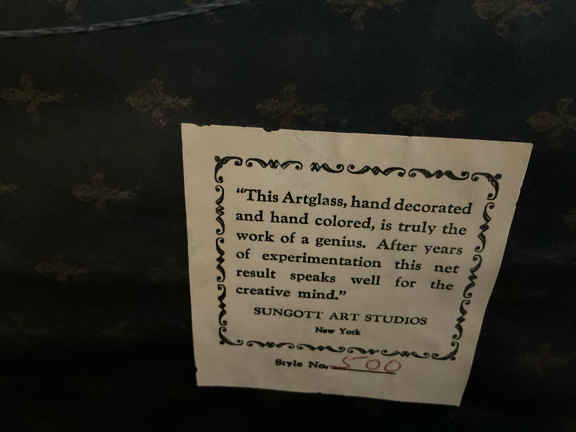 “This Artglass, hand decorated
and hand colored, is truly the
work of a genius. After years
of experimentation this net
result speaks well for the
creative mind.”
SUNGOTT ART STUDIOS
New York
Style No. 500